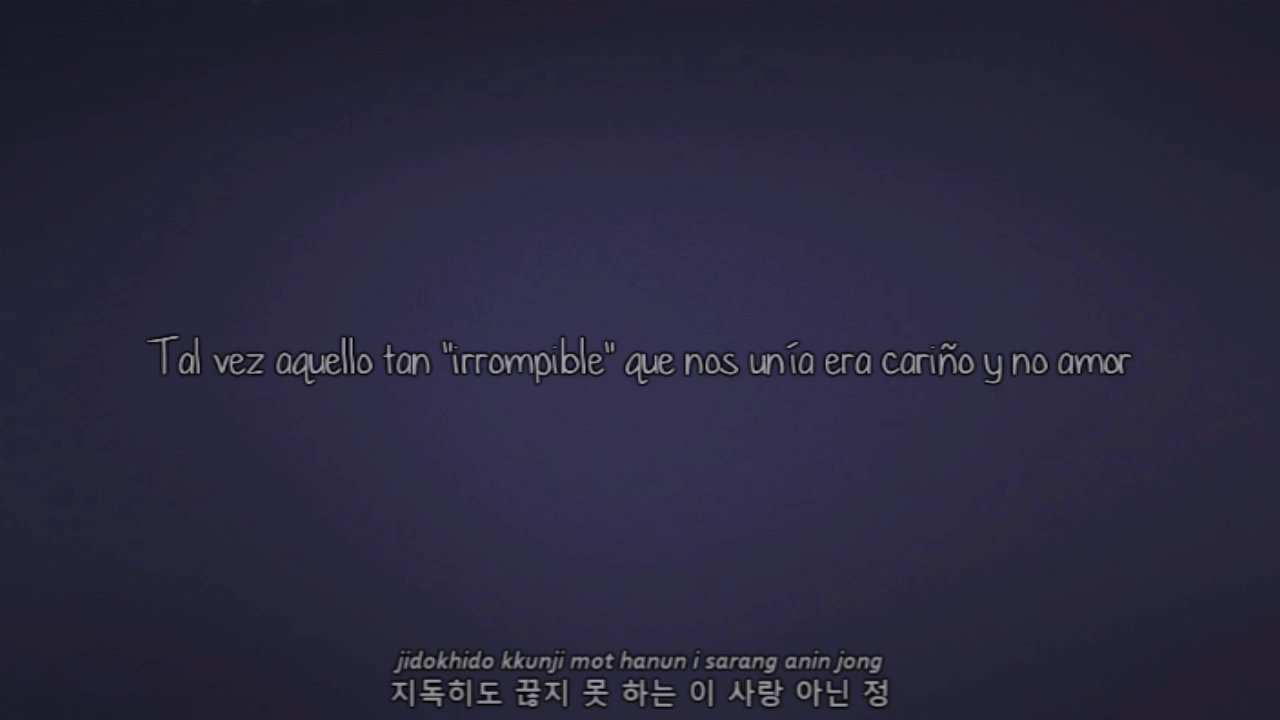 Tal vez aquello tan "irrompible" que nos unía era cariño y no amor
jidokhido kkunji mot hanun i sarang anin jong
지독히도 끊지 못 하는 이 사랑 아닌 정